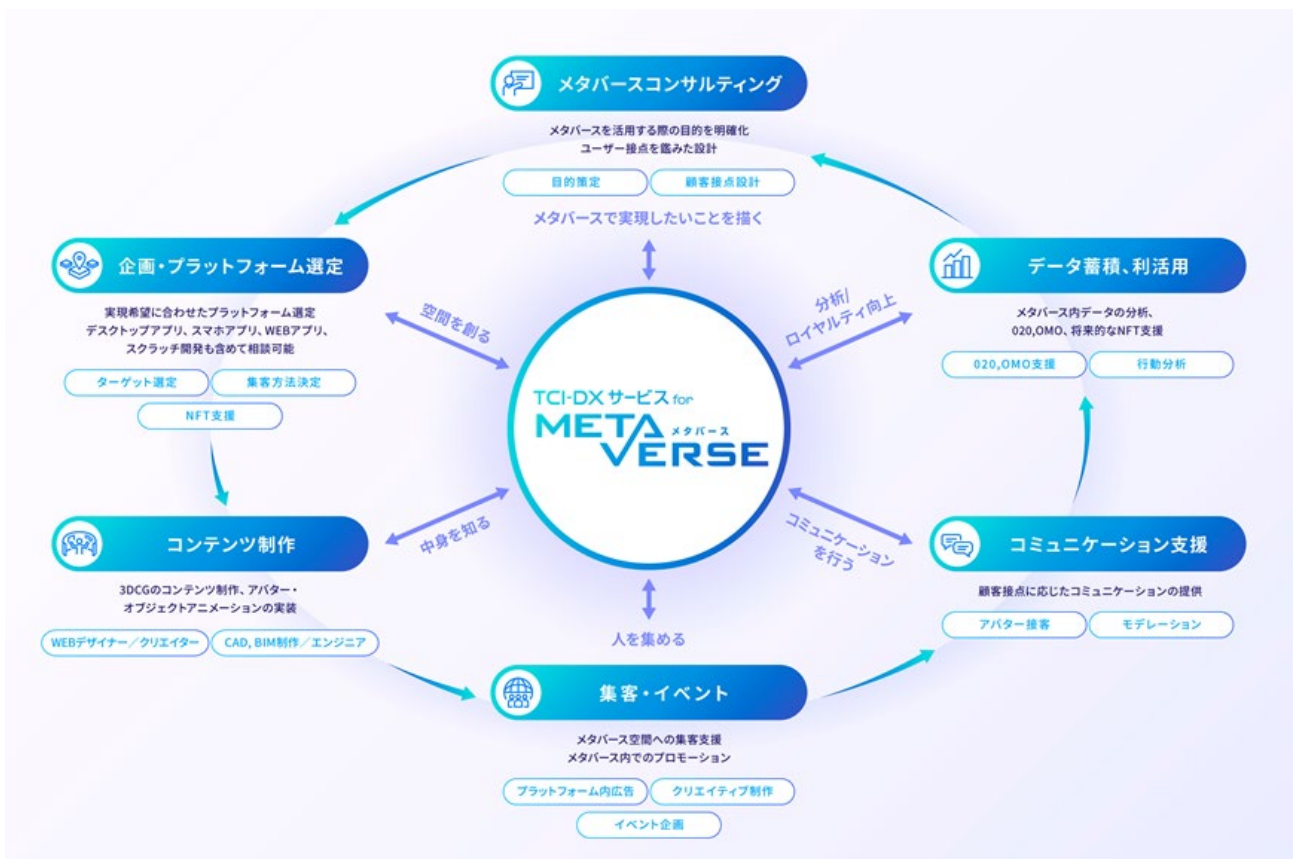 メタバースコンサルティング
メタバースを活用する際の目的を明確化
ユーザー接点を鑑みた設計
目的策定
顧客接点設計
メタバースで実現したいことを描く
企画・プラットフォーム選定
実現希望に合わせたプラットフォーム選定
デスクトップアプリ、スマホアプリ、WEBアプリ、
スクラッチ開発も含めて相談可能
ターゲット選定
集客方法決定
NFT支援
空間を創る
コンテンツ制作
3DCGのコンテンツ制作、アバター・
オブジェクトアニメーションの実装
WEBデザイナー／クリエイター
CAD, BIM制作／エンジニア
中身を知る
集客・イベント
メタバース空間への集客支援
メタバース内でのプロモーション
プラットフォーム内広告
クリエイティブ制作
イベント企画
人を集める
コミュニケーション支援
顧客接点に応じたコミュニケーションの提供
アバター接客
モデレーション
コミュニケーション
を行う
データ蓄積、利活用
メタバース内データの分析、
020,OMO、将来的なNFT支援
020,OMO支援
行動分析
分析/
ロイヤルティ向上
TCI-DX サービス for
META メタバース
VERSE